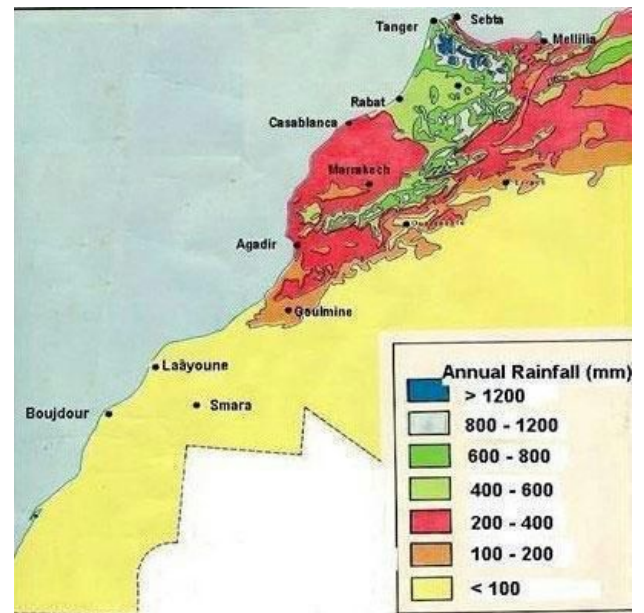 Tanger
Sebta
Mellilia
Rabat
Casablanca
Marrakech
Agadir
Goulmine
Laâyoune
Boujdour
Smara
Annual Rainfall (mm)
> 1200
800 - 1200
600 - 800
400 - 600
200 - 400
100 - 200
< 100